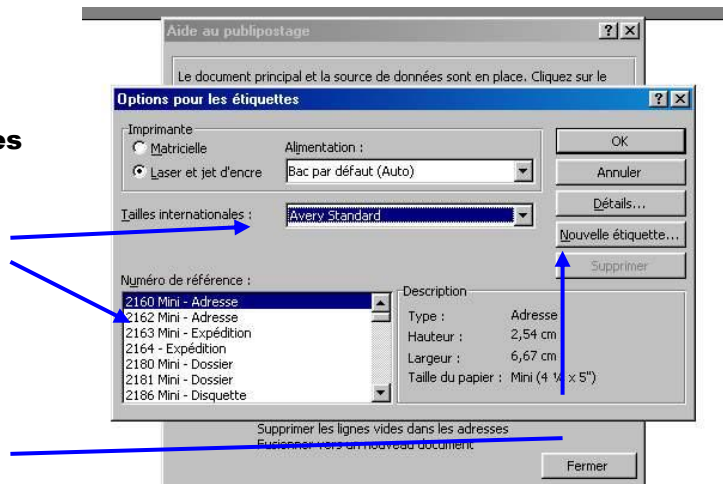 Aide au publipostage
Le document principal et la source de données sont en place. Cliquez sur le
Options pour les étiquettes
es
Imprimante
Matricielle
Laser et jet d'encre
Alimentation :
Bac par défaut (Auto)
OK
Annuler
Détails...
Nouvelle étiquette...
Supprimer
Tailles internationales :
Avery Standard
Numéro de référence :
2160 Mini - Adresse
2162 Mini - Adresse
2163 Mini - Expédition
2164 - Expédition
2180 Mini - Dossier
2181 Mini - Dossier
2186 Mini - Disquette
Description
Type : Adresse
Hauteur : 2,54 cm
Largeur : 6,67 cm
Taille du papier : Mini (4 ¼ x 5")
Supprimer les lignes vides dans les adresses
Fusionner vers un nouveau document
Fermer